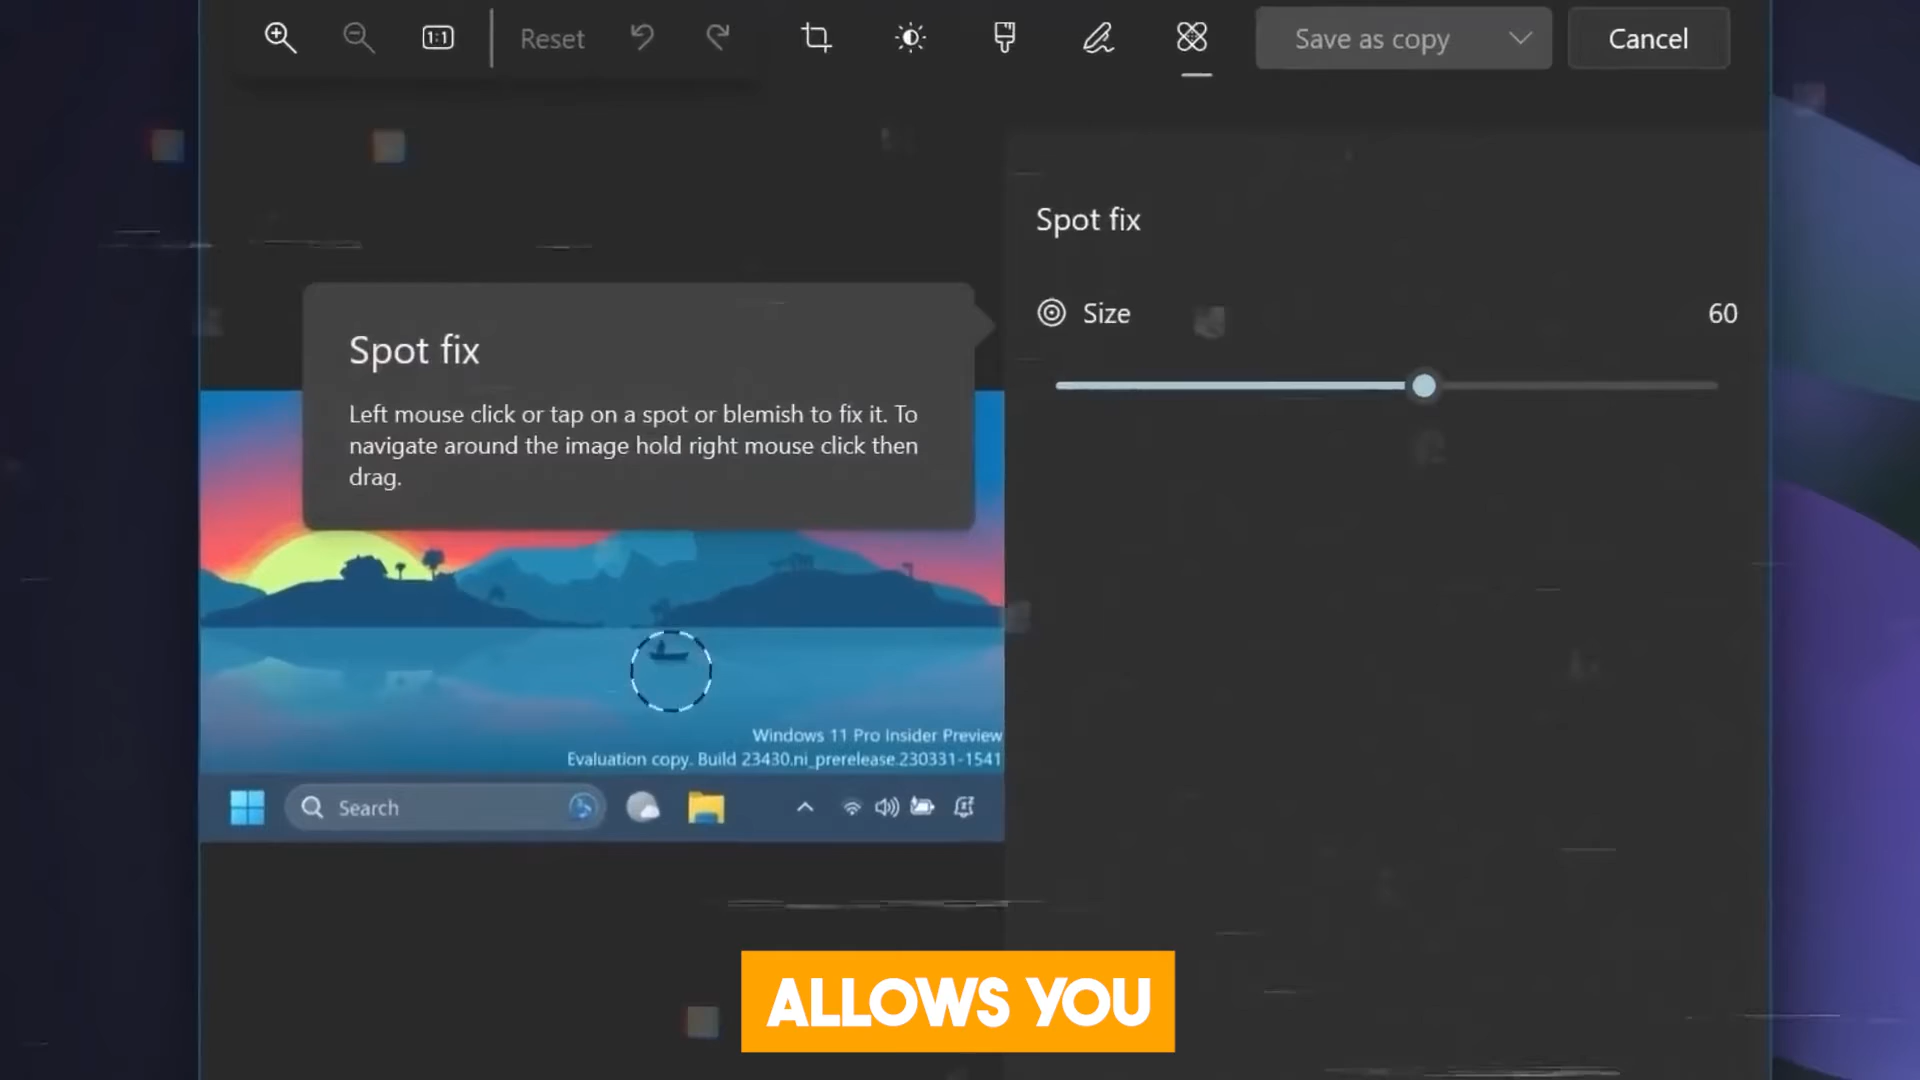 1:1
Reset
Save as copy
Cancel
Spot fix
Size
60
Spot fix
Left mouse click or tap on a spot or blemish to fix it. To
navigate around the image hold right mouse click then
drag.
Windows 11 Pro Insider Preview
Evaluation copy. Build 23430.ni_prerelease.230331-1541
Search
ALLOWS YOU